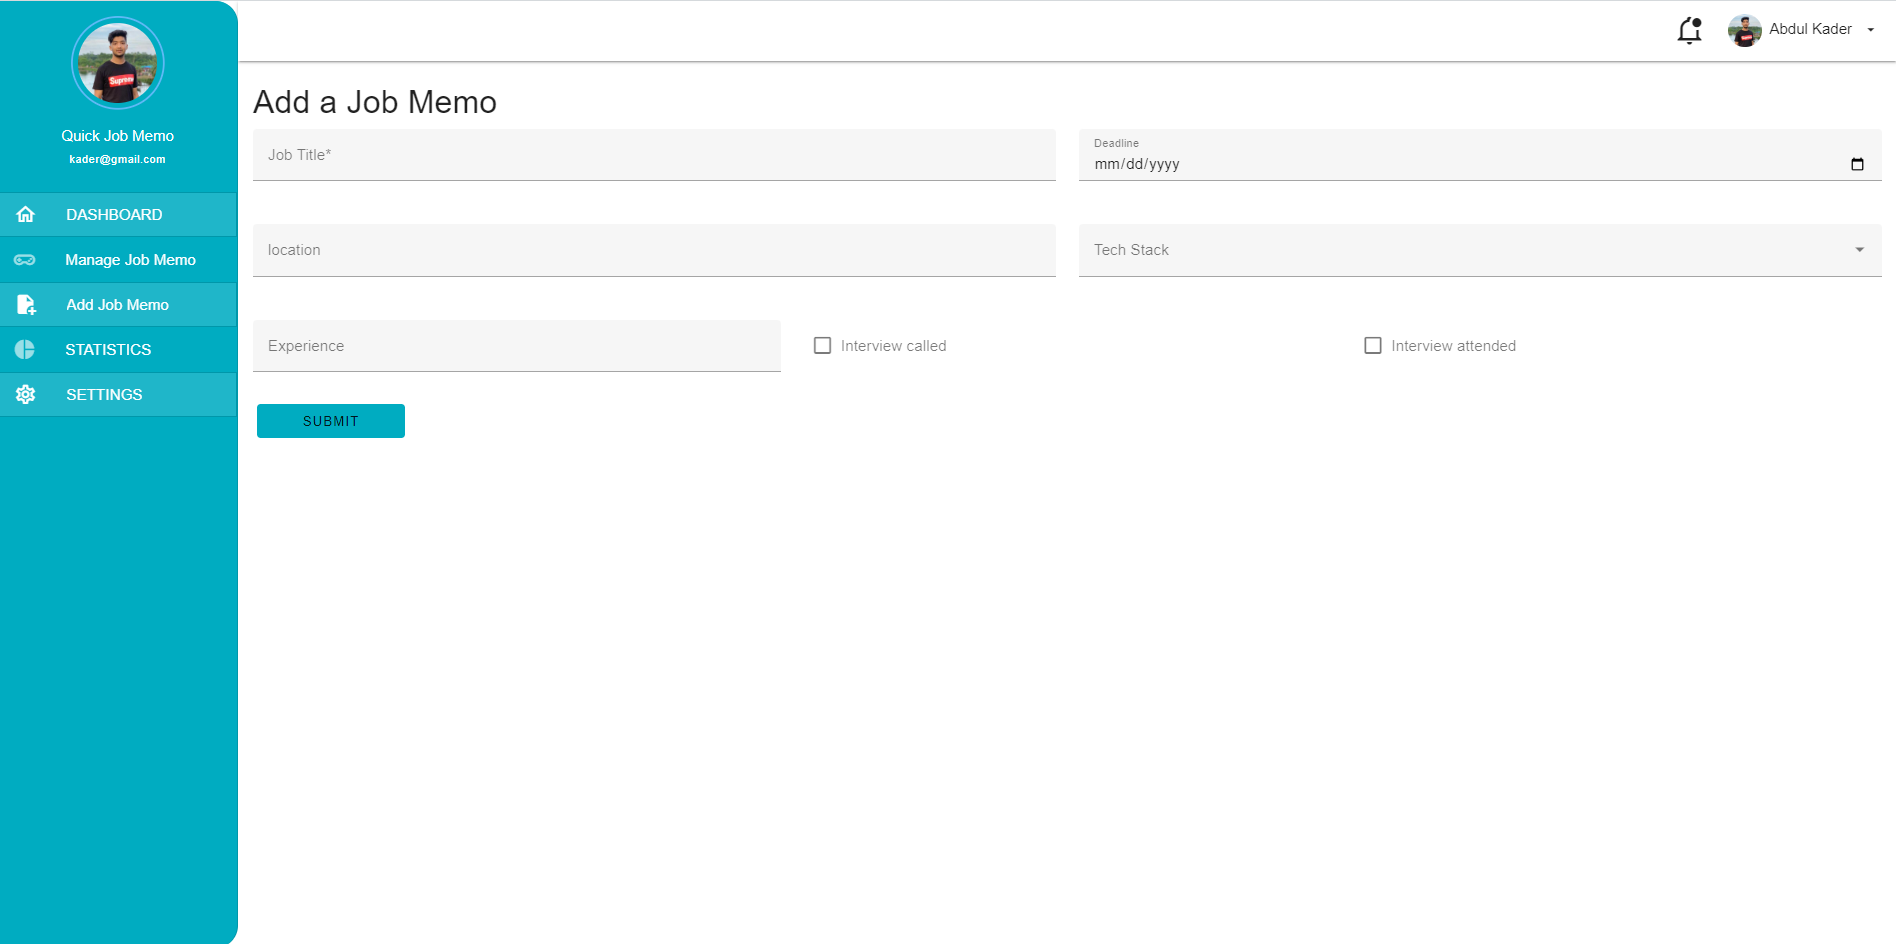 Abdul Kader
Supreme
Quick Job Memo
kader@gmail.com
DASHBOARD
Manage Job Memo
Add Job Memo
STATISTICS
SETTINGS
Add a Job Memo
Job Title*
Deadline
mm/dd/yyyy
location
Tech Stack
Experience
Interview called
Interview attended
SUBMIT